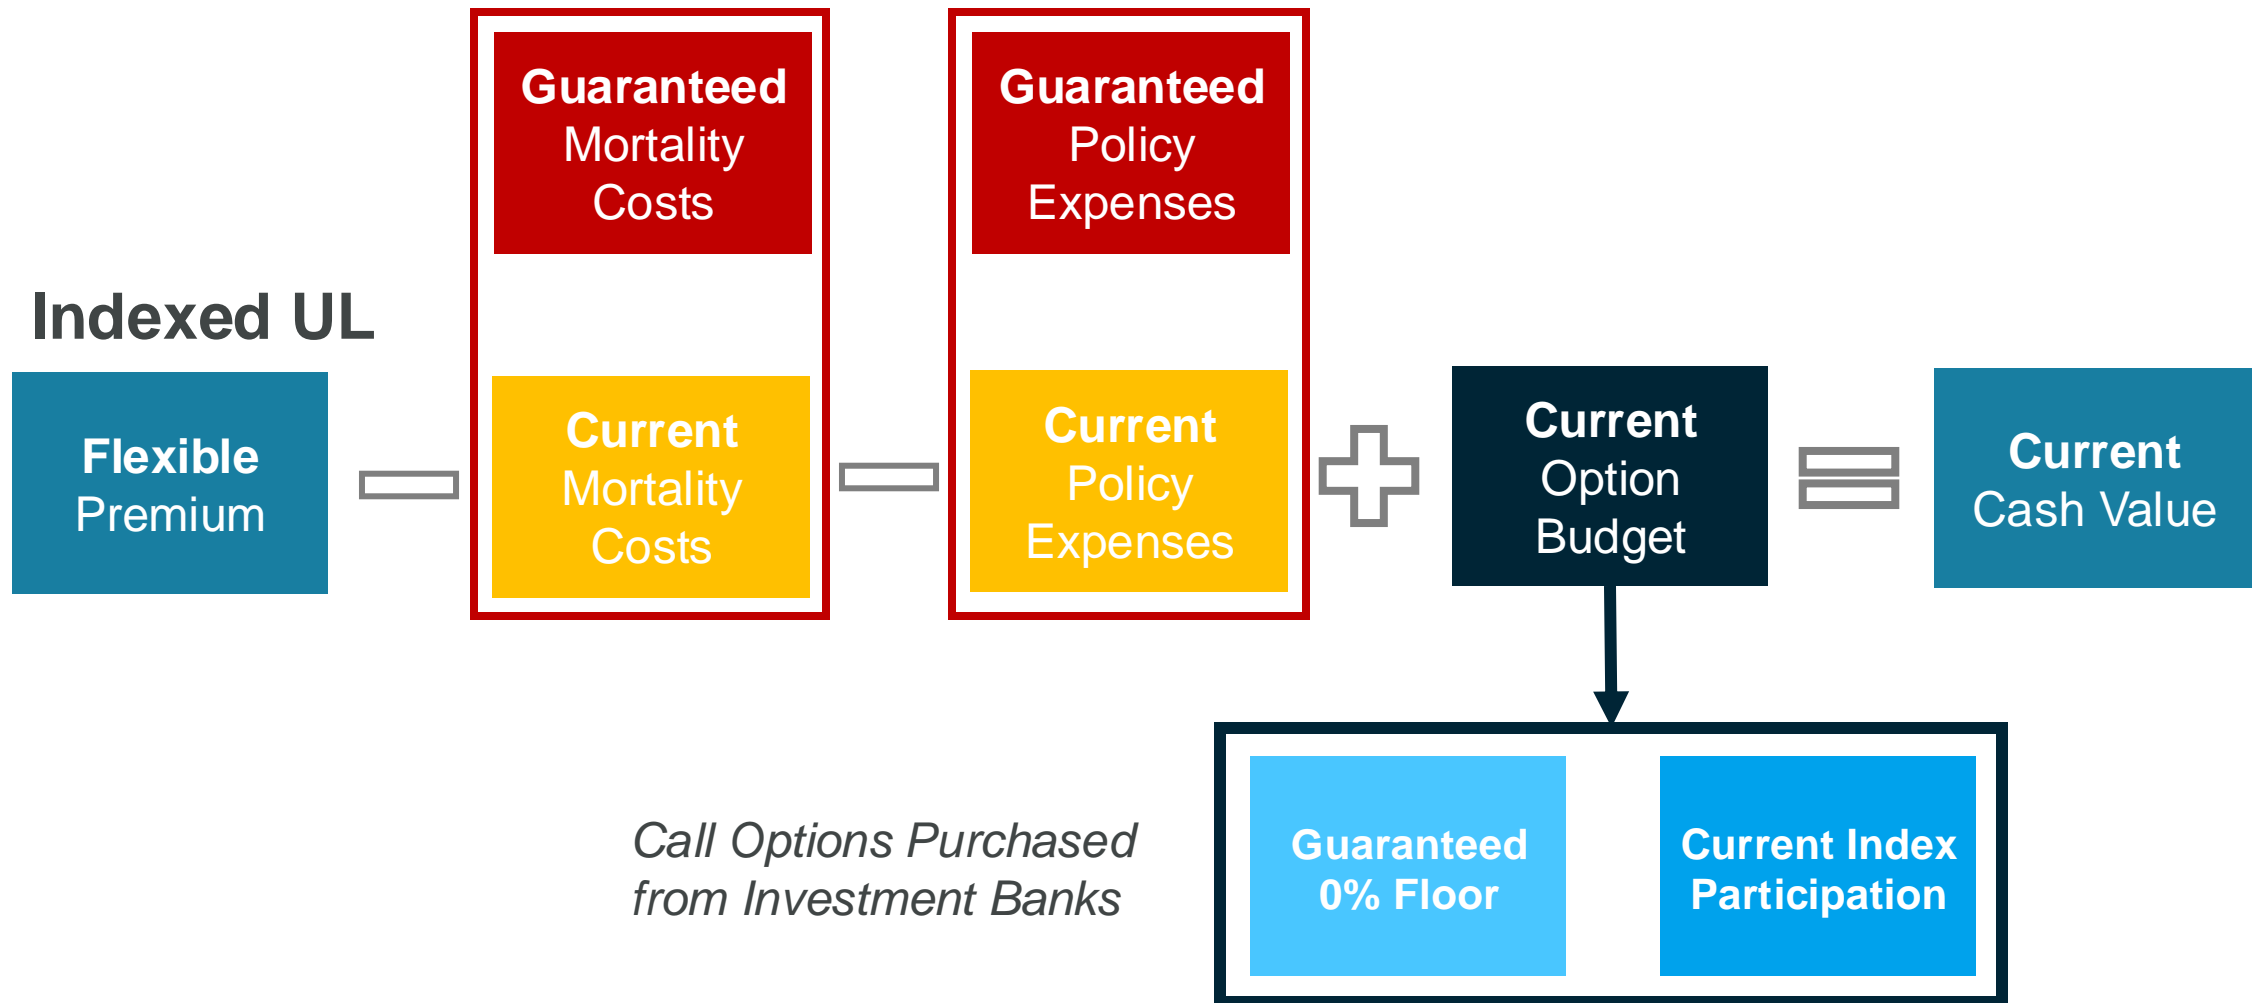 Guaranteed
Mortality
Costs
Guaranteed
Policy
Expenses
Indexed UL
Flexible
Premium
Current
Mortality
Costs
Current
Policy
Expenses
Current
Option
Budget
Current
Cash Value
Call Options Purchased
from Investment Banks
Guaranteed
0% Floor
Current Index
Participation